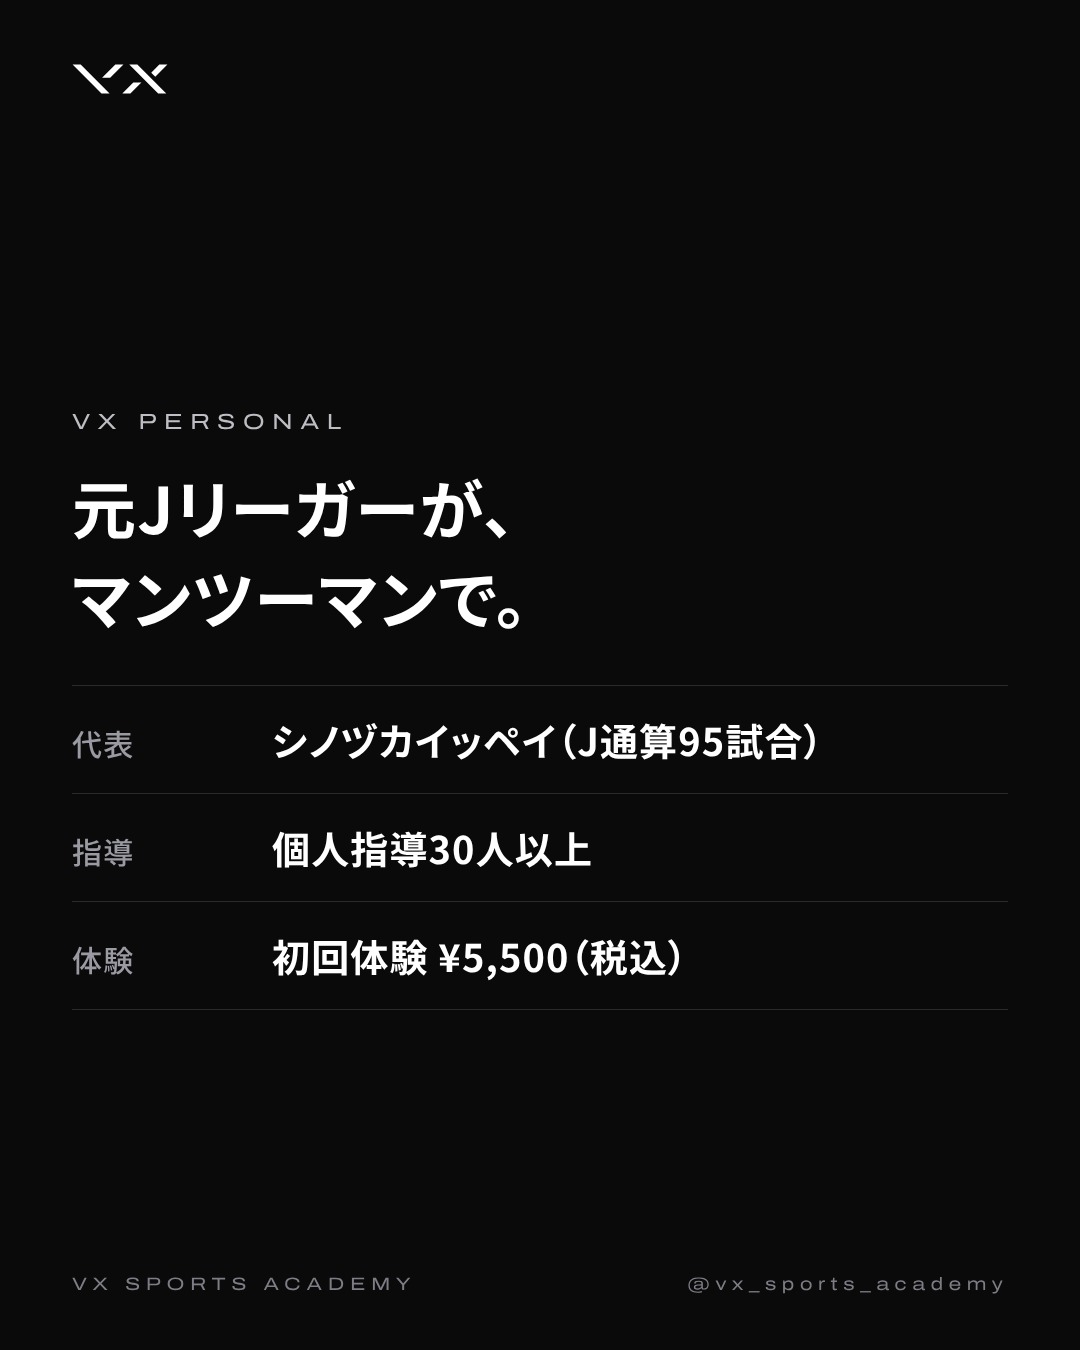 VX
VX PERSONAL
元Jリーガーが、
マンツーマンで。
代表 シノヅカイッペイ（J通算95試合）
指導 個人指導30人以上
体験 初回体験 ¥5,500（税込）
VX SPORTS ACADEMY @vx_sports_academy